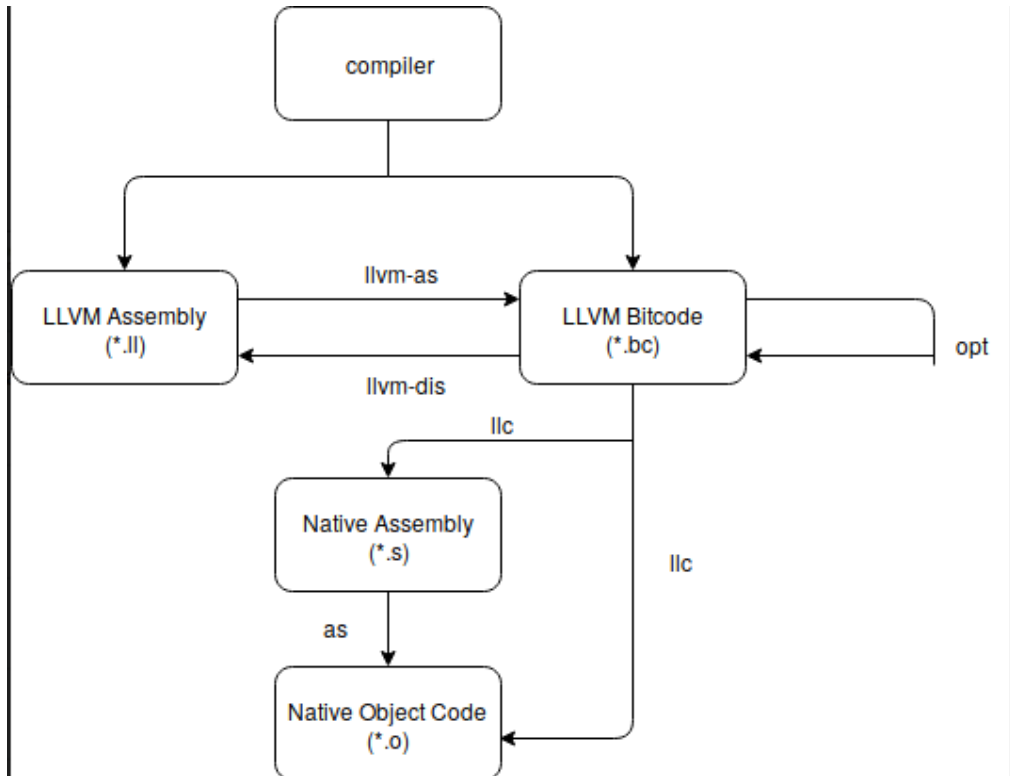 compiler
llvm-as
LLVM Assembly
(*.ll)
LLVM Bitcode
(*.bc)
opt
llvm-dis
llc
Native Assembly
(*.s)
llc
as
Native Object Code
(*.o)